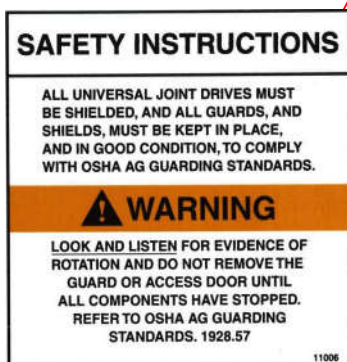 SAFETY INSTRUCTIONS
ALL UNIVERSAL JOINT DRIVES MUST
BE SHIELDED, AND ALL GUARDS, AND
SHIELDS, MUST BE KEPT IN PLACE,
AND IN GOOD CONDITION, TO COMPLY
WITH OSHA AG GUARDING STANDARDS.
WARNING
LOOK AND LISTEN FOR EVIDENCE OF
ROTATION AND DO NOT REMOVE THE
GUARD OR ACCESS DOOR UNTIL
ALL COMPONENTS HAVE STOPPED.
REFER TO OSHA AG GUARDING
STANDARDS. 1928.57
11006